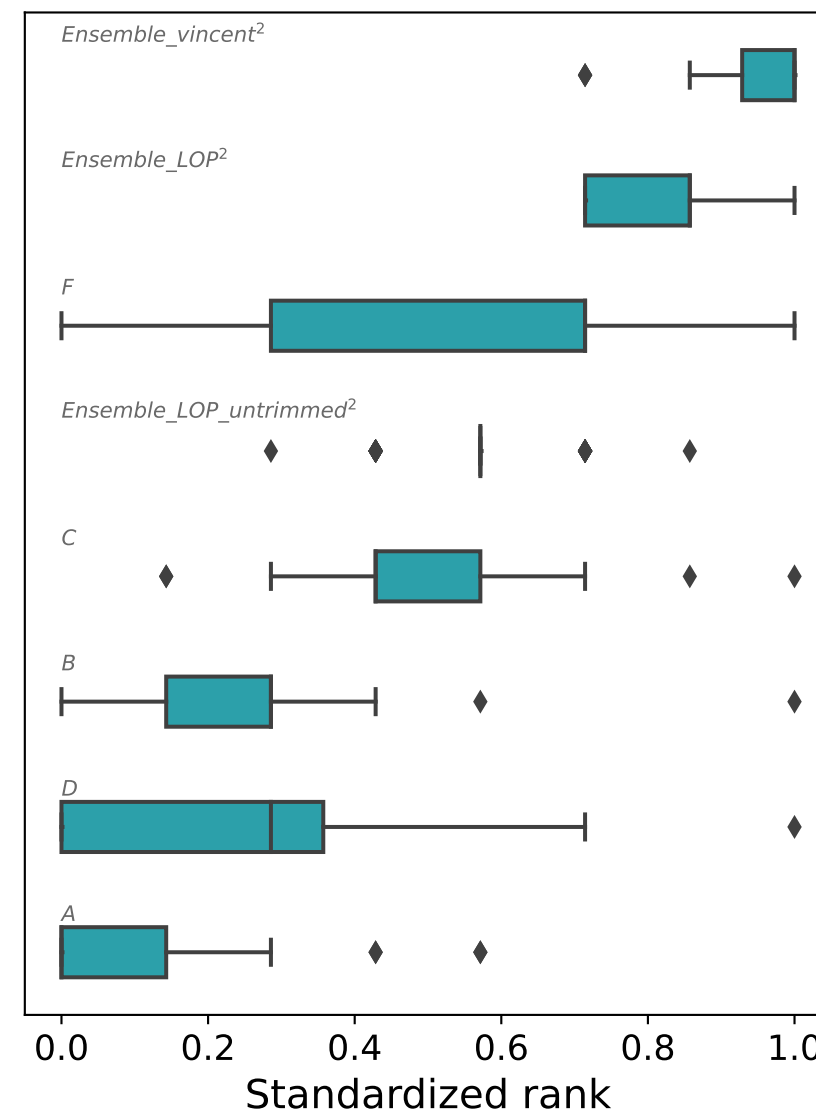 Ensemble_vincent²
Ensemble_LOP²
F
Ensemble_LOP_untrimmed²
C
B
D
A
0.0 0.2 0.4 0.6 0.8 1.0
Standardized rank